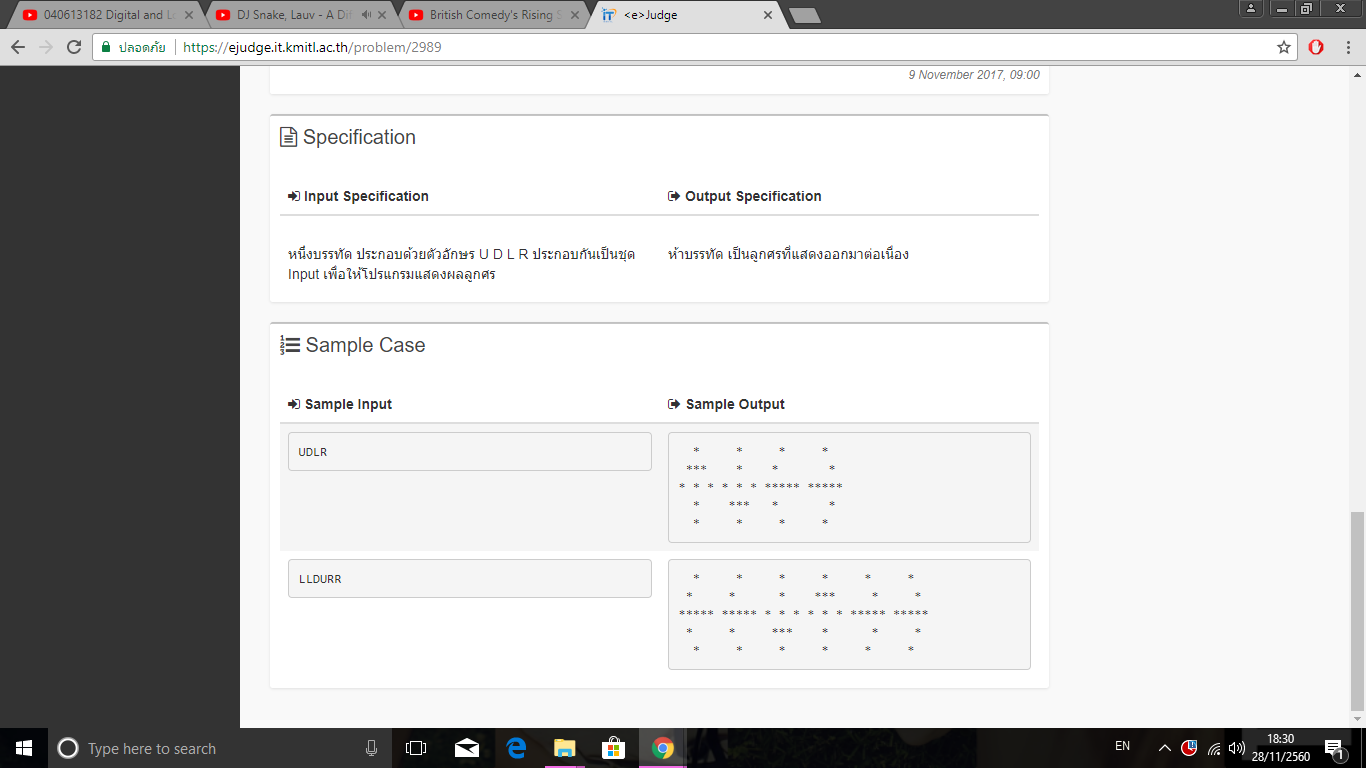 040613182 Digital and Lo
DJ Snake, Lauv - A Dif
British Comedy's Rising S
<e>Judge
ปลอดภัย https://ejudge.it.kmitl.ac.th/problem/2989
9 November 2017, 09:00
Specification
Input Specification Output Specification
หนึ่งบรรทัด ประกอบด้วยตัวอักษร U D L R ประกอบกันเป็นชุด
Input เพื่อให้โปรแกรมแสดงผลลูกศร
ห้าบรรทัด เป็นลูกศรที่แสดงออกมาต่อเนื่อง
Sample Case
Sample Input Sample Output
UDLR
  *     *     *     *
 ***    *    *       *
* * * * * * ***** *****
  *    ***   *       *
  *     *     *     *
LLDURR
  *     *     *     *     *     *
 *     *      *    ***     *     *
***** ***** * * * * * * ***** *****
 *     *     ***    *      *     *
  *     *     *     *     *     *
Type here to search
EN
18:30
28/11/2560
1